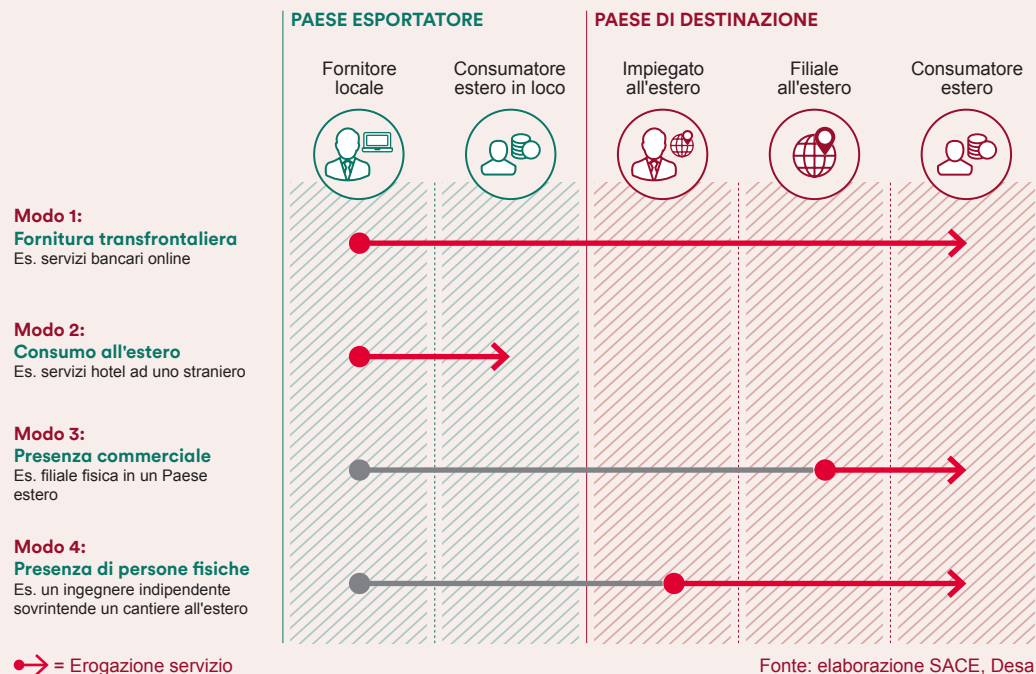 PAESE ESPORTATORE
PAESE DI DESTINAZIONE
Fornitore
locale
Consumatore
estero in loco
Impiegato
all'estero
Filiale
all'estero
Consumatore
estero
Modo 1:
Fornitura transfrontaliera
Es. servizi bancari online
Modo 2:
Consumo all'estero
Es. servizi hotel ad uno straniero
Modo 3:
Presenza commerciale
Es. filiale fisica in un Paese
estero
Modo 4:
Presenza di persone fisiche
Es. un ingegnere indipendente
sovrintende un cantiere all'estero
= Erogazione servizio
Fonte: elaborazione SACE, Desa